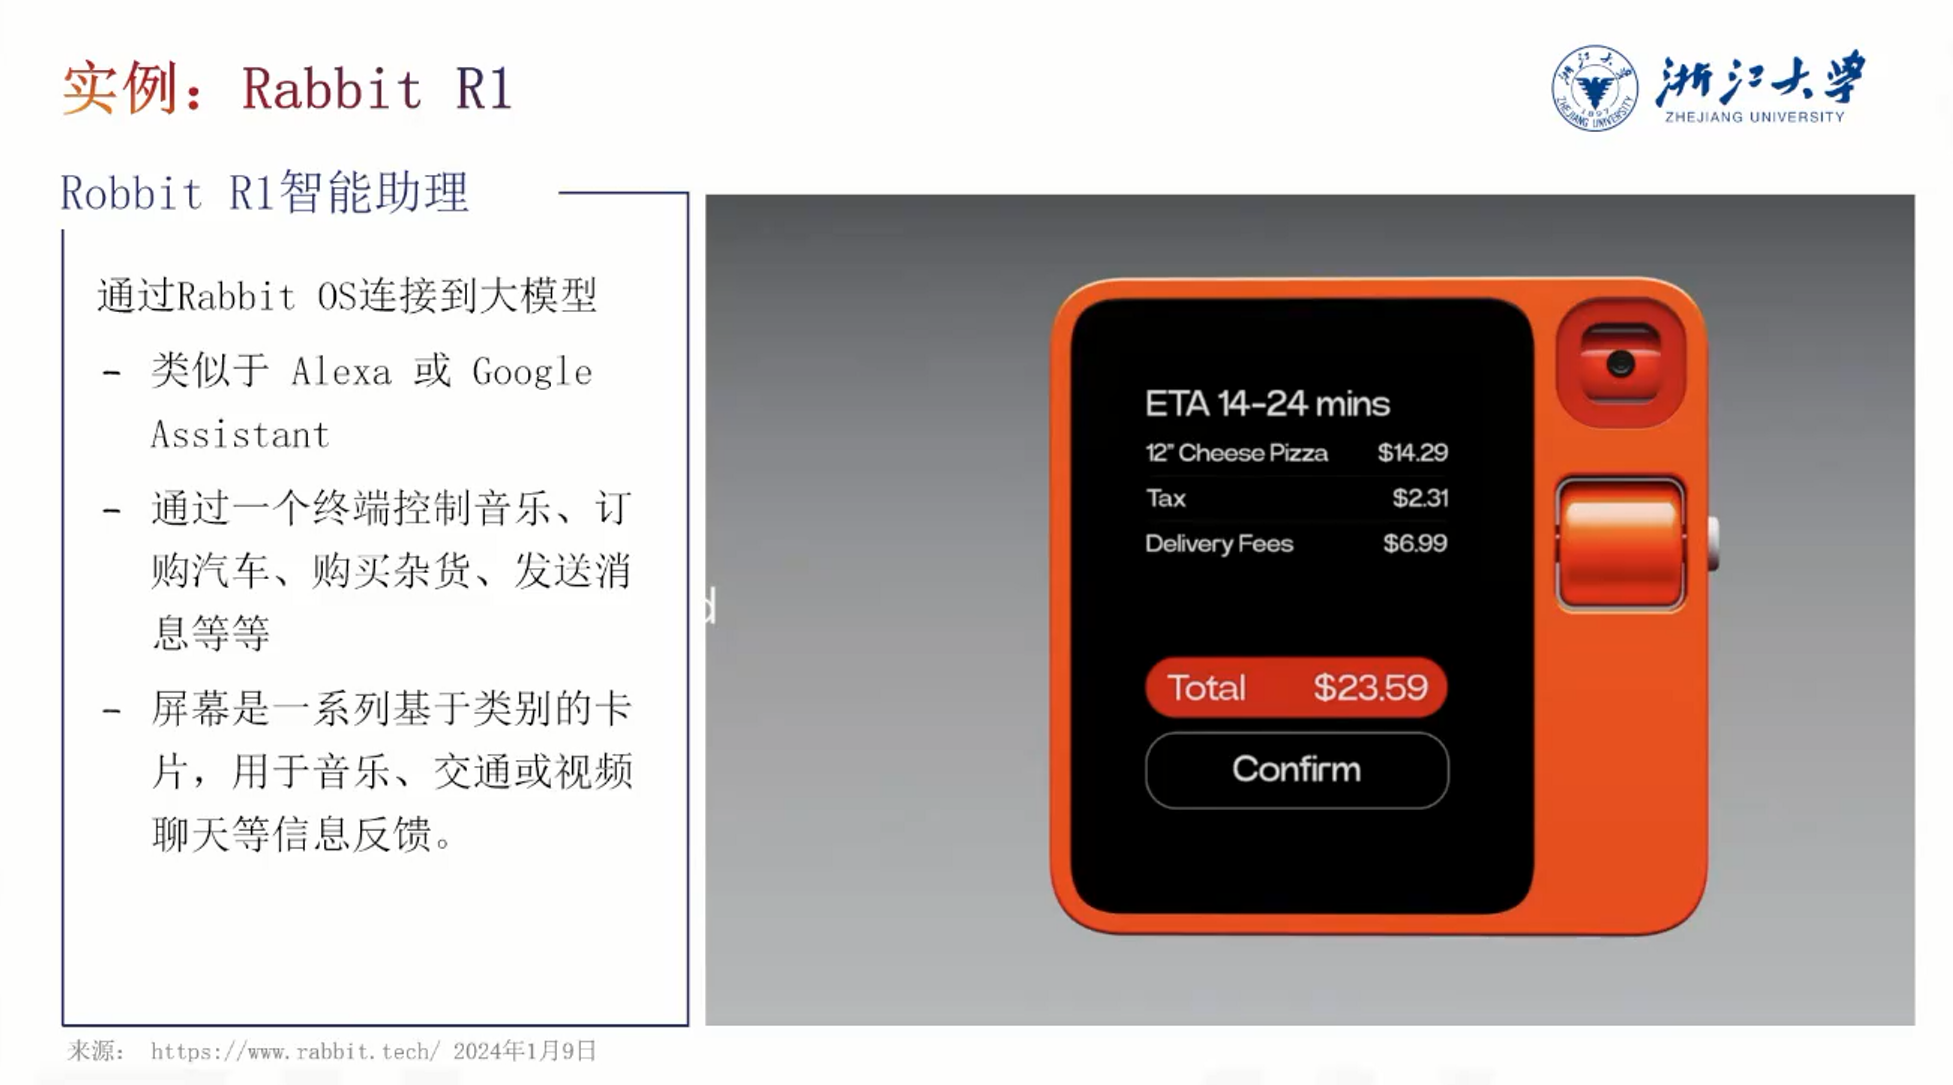 实例：Rabbit R1
浙江大学
ZHEJIANG UNIVERSITY
ZHEJIANG UNIVERSITY
1897
Robbit R1智能助理
通过Rabbit OS连接到大模型
- 类似于 Alexa 或 Google
Assistant
- 通过一个终端控制音乐、订
购汽车、购买杂货、发送消
息等等
- 屏幕是一系列基于类别的卡
片，用于音乐、交通或视频
聊天等信息反馈。
d
ETA 14-24 mins
12” Cheese Pizza $14.29
Tax $2.31
Delivery Fees $6.99
Total $23.59
Confirm
来源： https://www.rabbit.tech/ 2024年1月9日